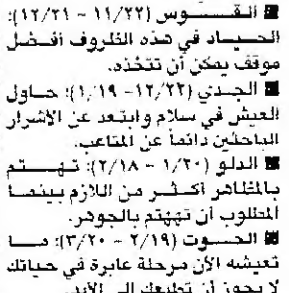 القوس (١١/٢٢ - ١٢/٢١):
الحياد في هذه الظروف أفضل
موقف يمكن أن تتخذه.
الجدي (١٢/٢٢- ١/١٩): حاول
العيش في سلام وابتعد عن الأشرار
الباحثين دائماً عن المتاعب.
الدلو (١/٢٠ - ٢/١٨): تهتم
بالمظاهر أكثر من اللازم بينما
المطلوب أن تههتم بالجوهر.
الحوت (٢/١٩ - ٣/٢٠): ما
تعيشه الآن مرحلة عابرة في حياتك
لا يجوز أن تطبعك إلى الأبد.